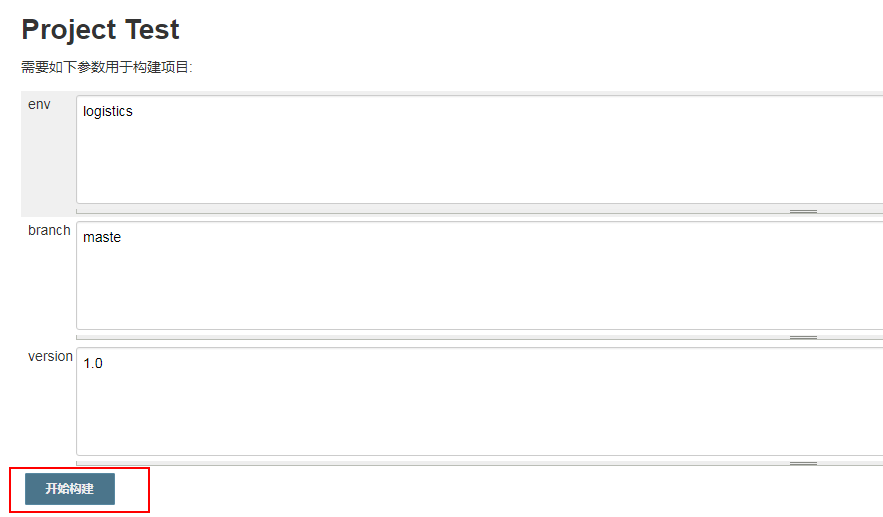 Project Test
需要如下参数用于构建项目:
env
logistics
branch
maste
version
1.0
开始构建